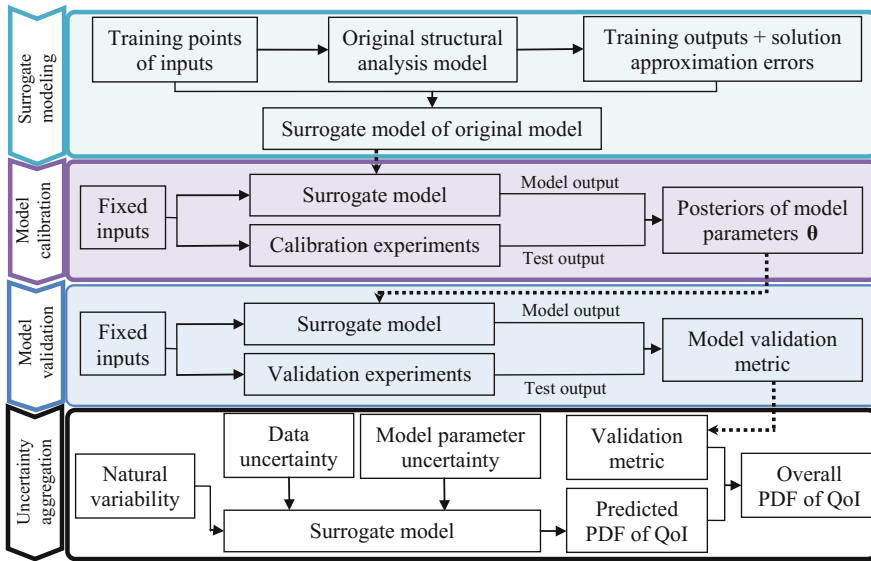 Surrogate
modeling
Training points
of inputs
Original structural
analysis model
Training outputs + solution
approximation errors
Surrogate model of original model
Model
calibration
Fixed
inputs
Surrogate model
Calibration experiments
Model output
Test output
Posteriors of model
parameters θ
Model
validation
Fixed
inputs
Surrogate model
Validation experiments
Model output
Test output
Model validation
metric
Uncertainty
aggregation
Natural
variability
Data
uncertainty
Model parameter
uncertainty
Surrogate model
Validation
metric
Predicted
PDF of QoI
Overall
PDF of QoI